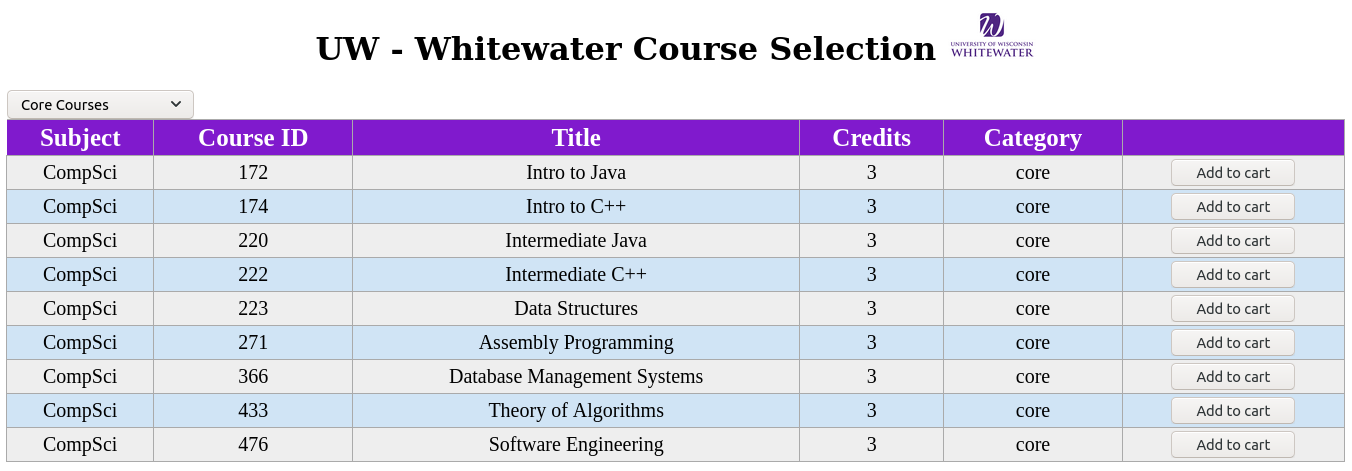 UW - Whitewater Course Selection
UNIVERSITY OF WISCONSIN
WHITEWATER
Core Courses
Subject Course ID Title Credits Category
CompSci 172 Intro to Java 3 core Add to cart
CompSci 174 Intro to C++ 3 core Add to cart
CompSci 220 Intermediate Java 3 core Add to cart
CompSci 222 Intermediate C++ 3 core Add to cart
CompSci 223 Data Structures 3 core Add to cart
CompSci 271 Assembly Programming 3 core Add to cart
CompSci 366 Database Management Systems 3 core Add to cart
CompSci 433 Theory of Algorithms 3 core Add to cart
CompSci 476 Software Engineering 3 core Add to cart